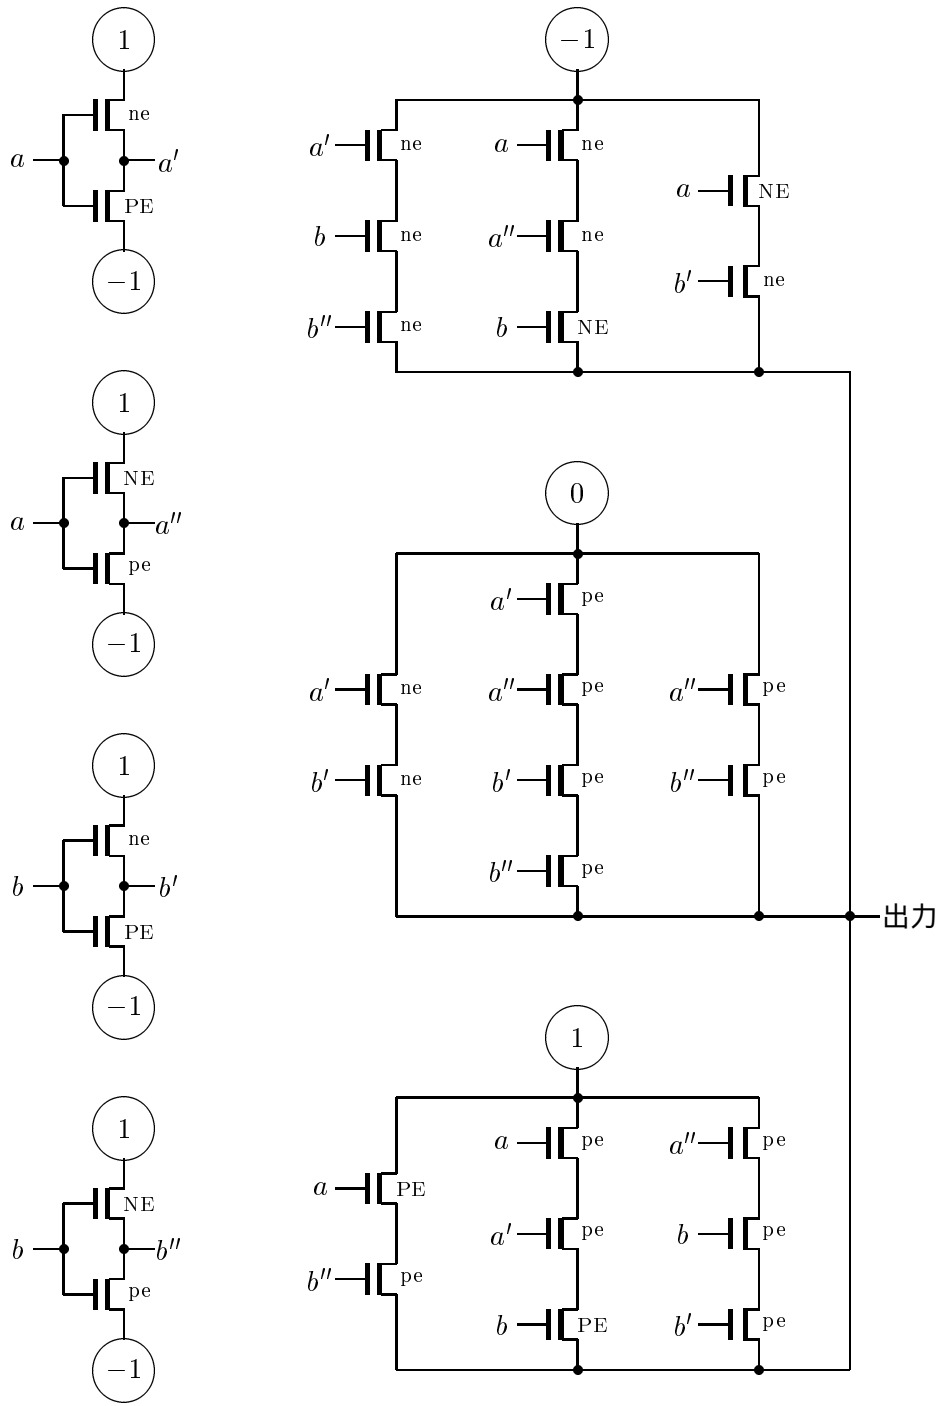 1
ne
a
a′
PE
−1
1
NE
a
a″
pe
−1
1
ne
b
b′
PE
−1
1
NE
b
b″
pe
−1
−1
a′ ne
a ne
a NE
b ne
a″ ne
b′ ne
b″ ne
b NE
0
a′ pe
a′ ne
a″ pe
a″ pe
b′ ne
b′ pe
b″ pe
b″ pe
出力
1
a pe
a″ pe
a PE
a′ pe
b pe
b″ pe
b PE
b′ pe